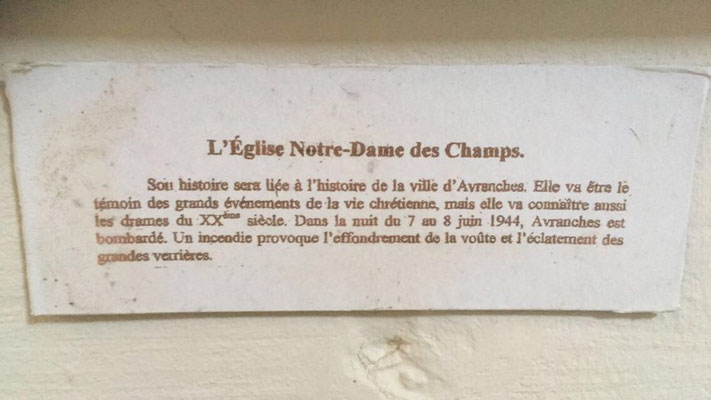 L'Église Notre-Dame des Champs.
Son histoire sera liée à l'histoire de la ville d'Avranches. Elle va être le
témoin des grands événements de la vie chrétienne, mais elle va connaître aussi
les drames du XXème siècle. Dans la nuit du 7 au 8 juin 1944, Avranches est
bombardé. Un incendie provoque l'effondrement de la voûte et l'éclatement des
grandes verrières.